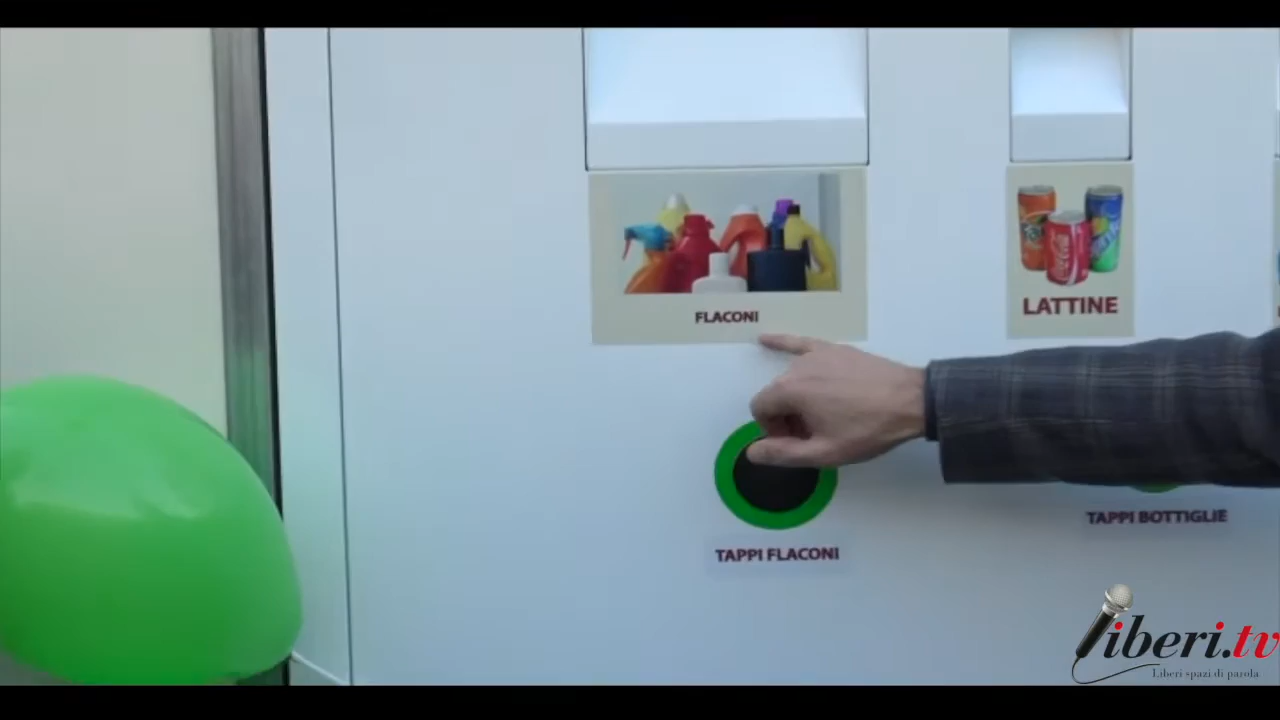 FLACONI
LATTINE
TAPPI FLACONI
TAPPI BOTTIGLIE
liberi.tv
Liberi spazi di parola